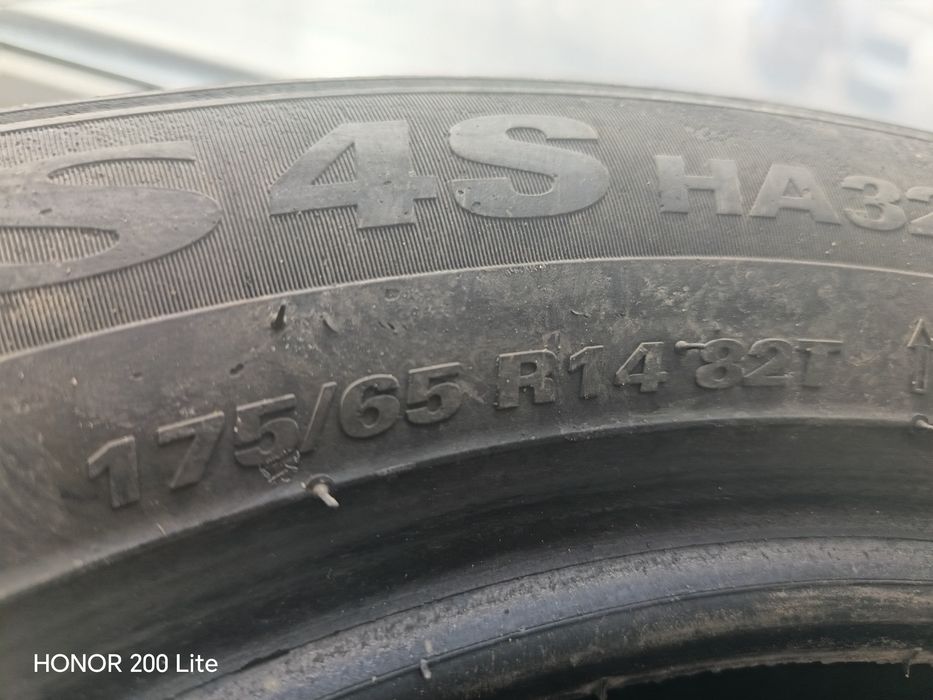 S 4S HA32
175/65 R14 82T
HONOR 200 Lite